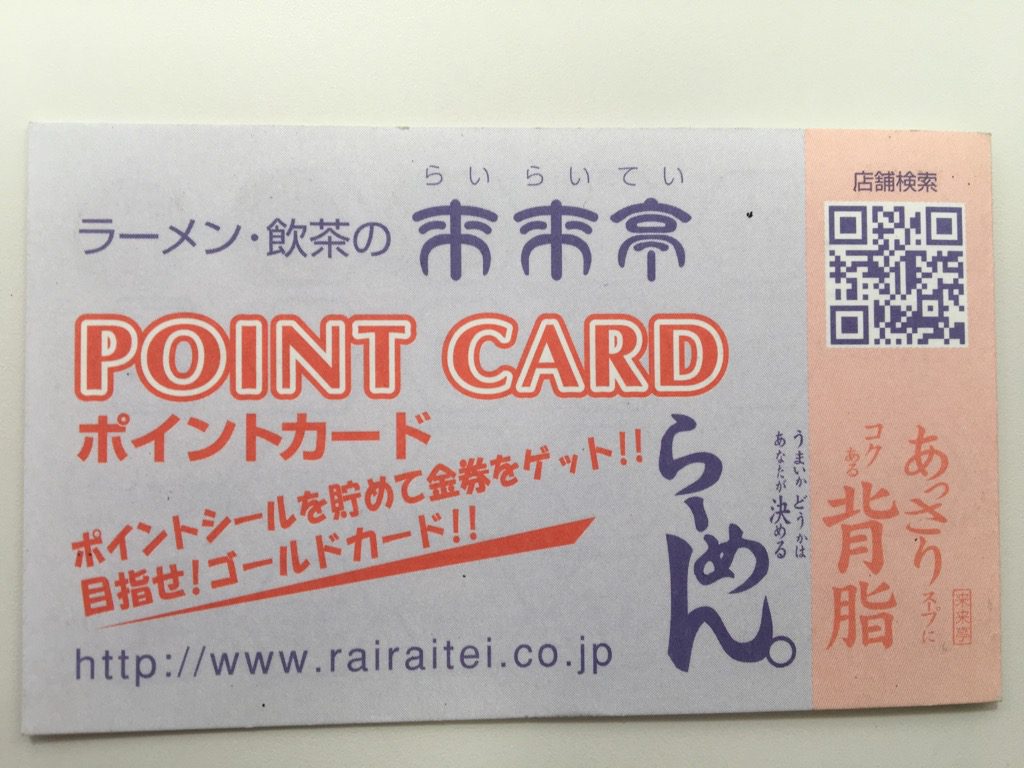 らいらいてい
ラーメン・飲茶の 来来亭
POINT CARD
ポイントカード
ポイントシールを貯めて金券をゲット!!
目指せ!ゴールドカード!!
http://www.rairaitei.co.jp
うまいか どうかは
あなたが決める
らーめん。
店舗検索
あっさりスープに
コクある背脂
来来亭